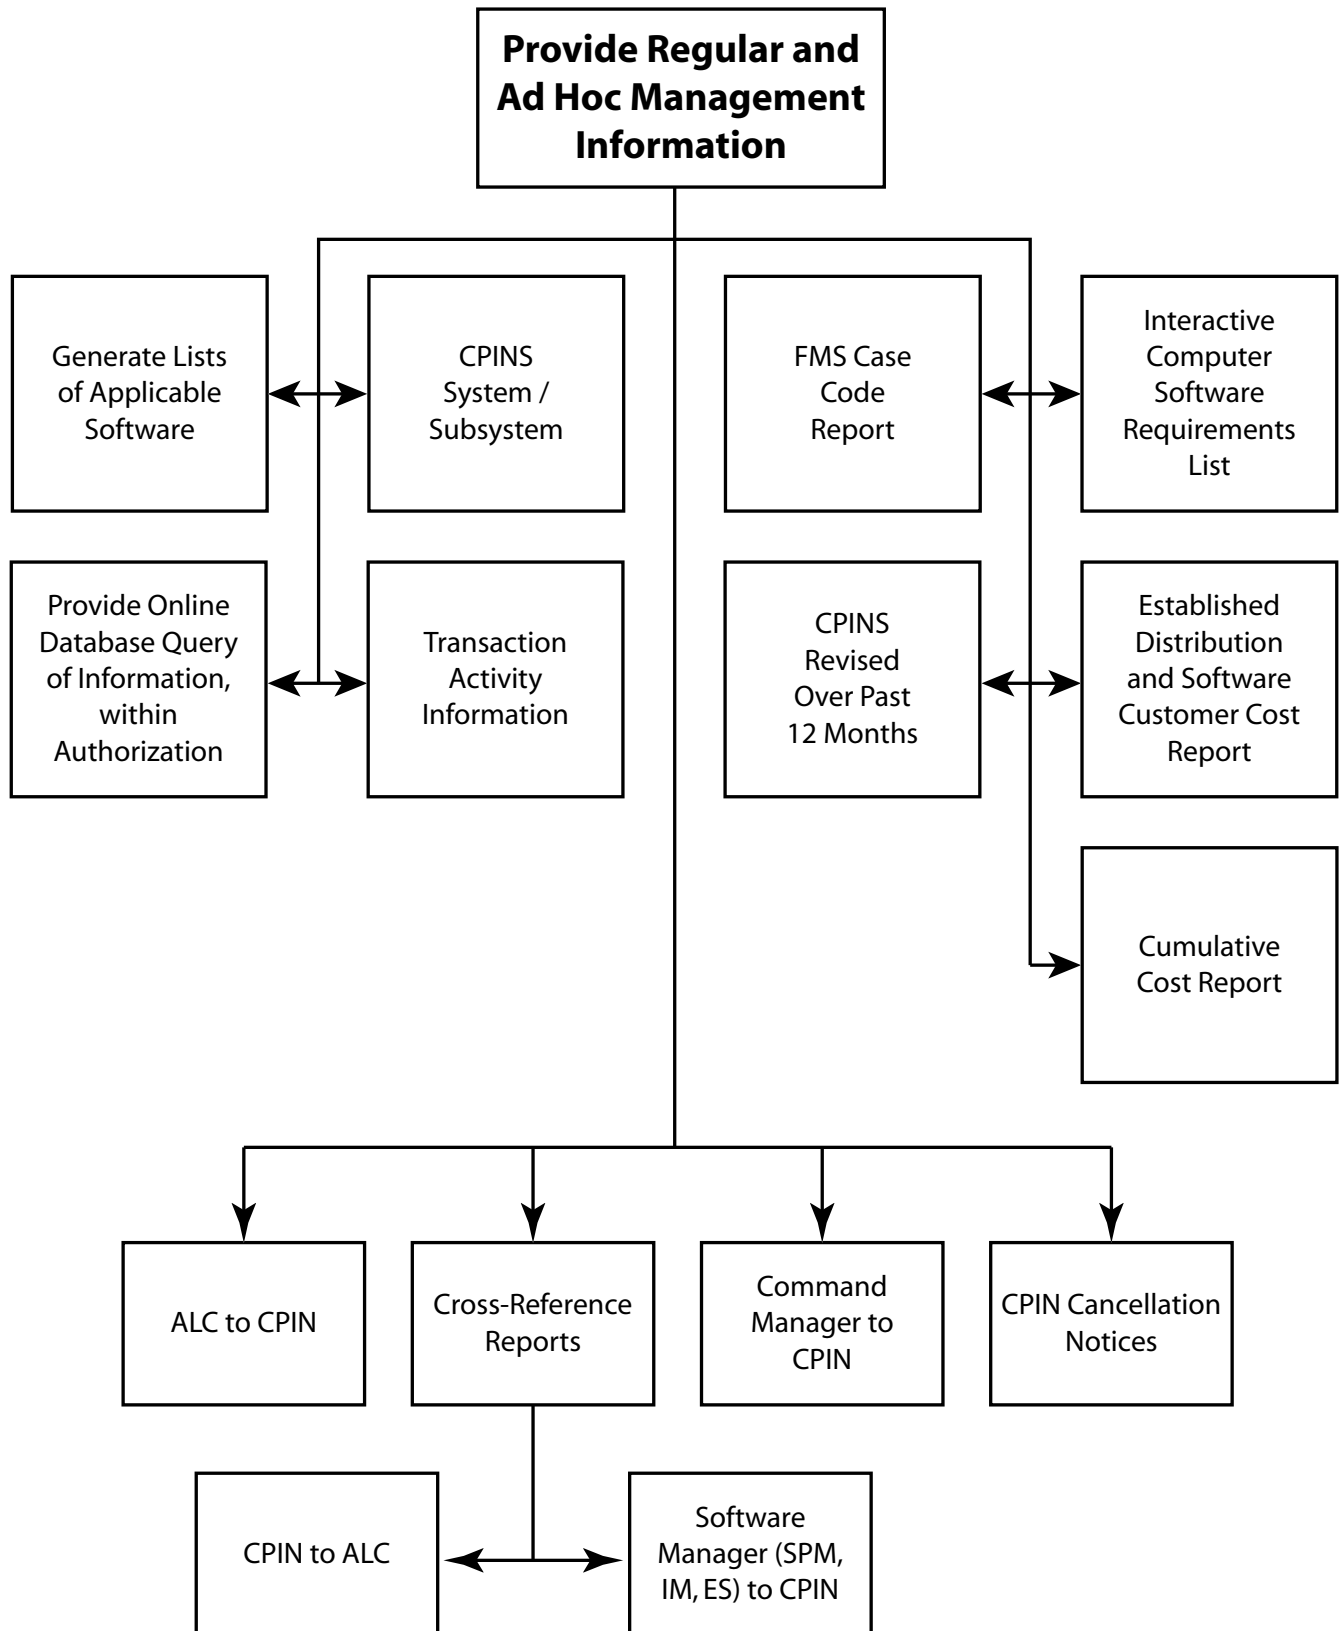 Provide Regular and
Ad Hoc Management
Information
Generate Lists
of Applicable
Software
CPINS
System /
Subsystem
FMS Case
Code
Report
Interactive
Computer
Software
Requirements
List
Provide Online
Database Query
of Information,
within
Authorization
Transaction
Activity
Information
CPINS
Revised
Over Past
12 Months
Established
Distribution
and Software
Customer Cost
Report
Cumulative
Cost Report
ALC to CPIN
Cross-Reference
Reports
Command
Manager to
CPIN
CPIN Cancellation
Notices
CPIN to ALC
Software
Manager (SPM,
IM, ES) to CPIN